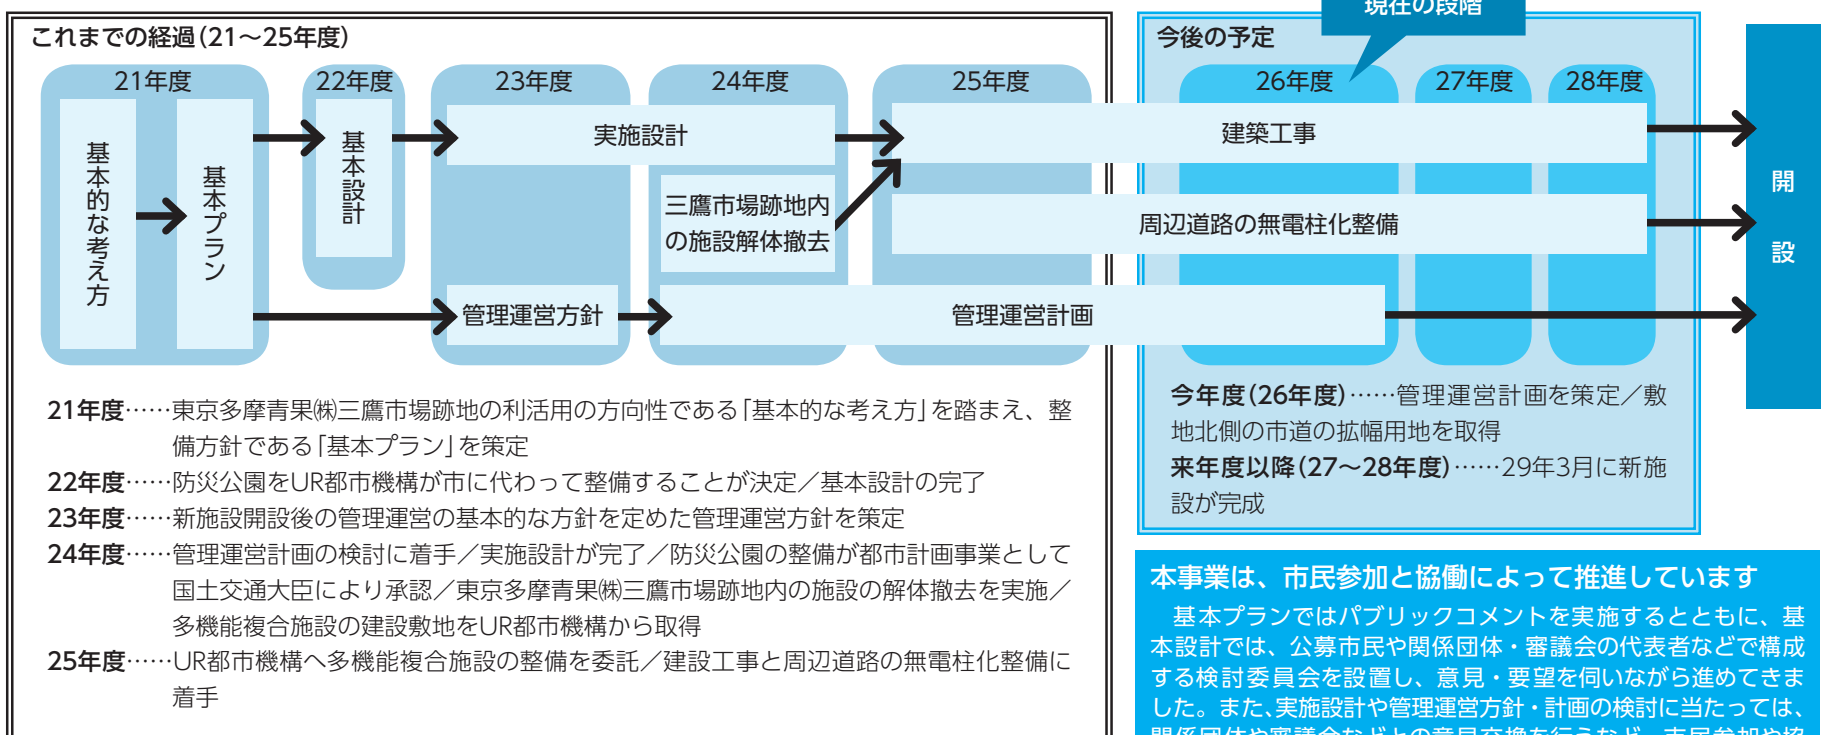 現在の段階
これまでの経過(21～25年度)
21年度
22年度
23年度
24年度
25年度
基本的な考え方
基本プラン
基本設計
実施設計
三鷹市場跡地内
の施設解体撤去
管理運営方針
管理運営計画
今後の予定
26年度
27年度
28年度
建築工事
周辺道路の無電柱化整備
開設
21年度……東京多摩青果㈱三鷹市場跡地の利活用の方向性である「基本的な考え方」を踏まえ、整
備方針である「基本プラン」を策定
22年度……防災公園をUR都市機構が市に代わって整備することが決定／基本設計の完了
23年度……新施設開設後の管理運営の基本的な方針を定めた管理運営方針を策定
24年度……管理運営計画の検討に着手／実施設計が完了／防災公園の整備が都市計画事業として
国土交通大臣により承認／東京多摩青果㈱三鷹市場跡地内の施設の解体撤去を実施／
多機能複合施設の建設敷地をUR都市機構から取得
25年度……UR都市機構へ多機能複合施設の整備を委託／建設工事と周辺道路の無電柱化整備に
着手
今年度(26年度)……管理運営計画を策定／敷
地北側の市道の拡幅用地を取得
来年度以降(27～28年度)……29年3月に新施
設が完成
本事業は、市民参加と協働によって推進しています
基本プランではパブリックコメントを実施するとともに、基
本設計では、公募市民や関係団体・審議会の代表者などで構成
する検討委員会を設置し、意見・要望を伺いながら進めてきま
した。また、実施設計や管理運営方針・計画の検討に当たっては、
関係団体や審議会などとの意見交換を行うなど、市民参加や協